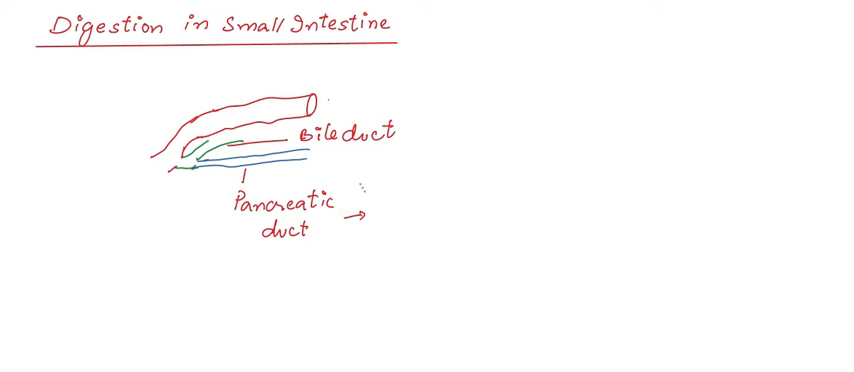 Digestion in Small Intestine
Bile duct
Pancreatic
duct